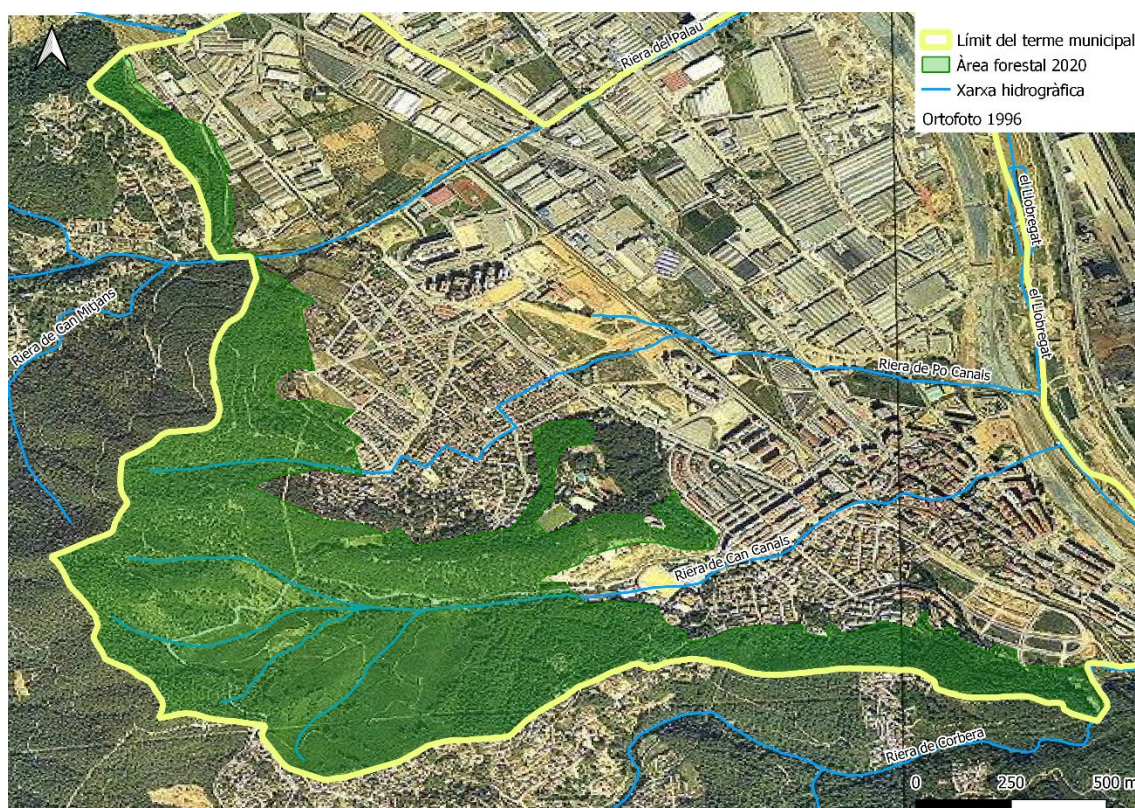 Límit del terme municipal
Àrea forestal 2020
Xarxa hidrogràfica
Ortofoto 1996
Riera del Palau
el Llobregat
el Llobregat
Riera de Can Mitjans
Riera de Po Canals
Riera de Can Canals
Riera de Corbera
0 250 500 m